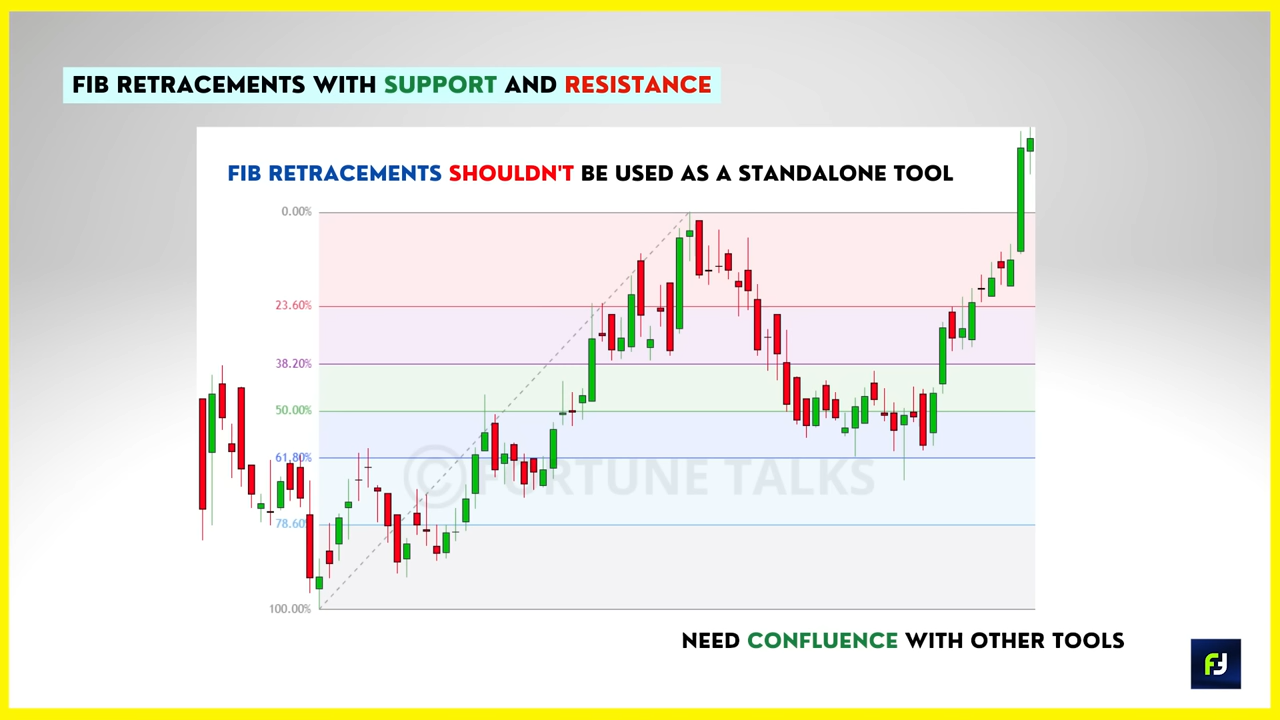 FIB RETRACEMENTS WITH SUPPORT AND RESISTANCE
FIB RETRACEMENTS SHOULDN'T BE USED AS A STANDALONE TOOL
0.00%
23.60%
38.20%
50.00%
61.80%
© FORTUNE TALKS
78.60%
100.00%
NEED CONFLUENCE WITH OTHER TOOLS